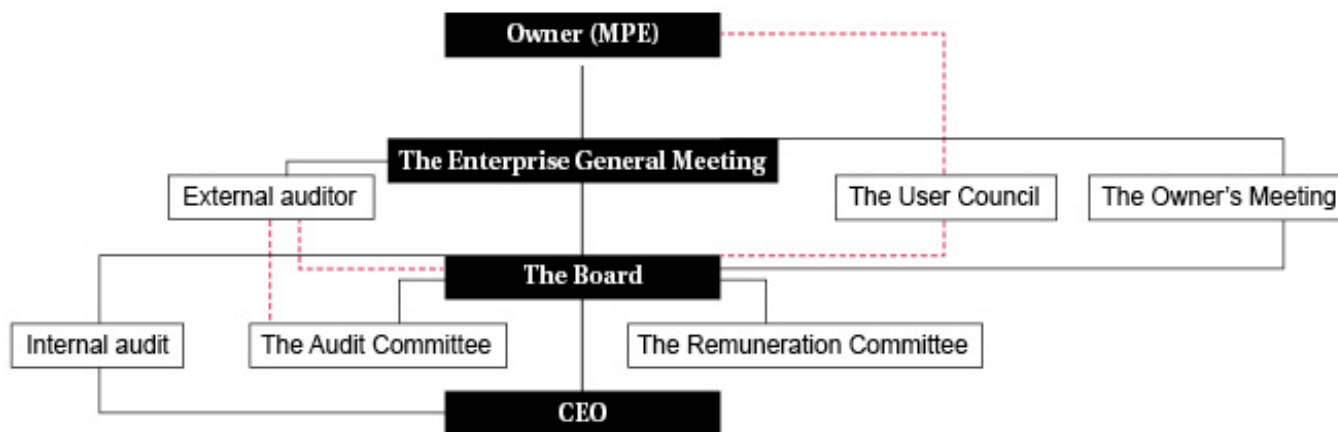 Owner (MPE)
The Enterprise General Meeting
External auditor
The User Council
The Owner's Meeting
The Board
Internal audit
The Audit Committee
The Remuneration Committee
CEO